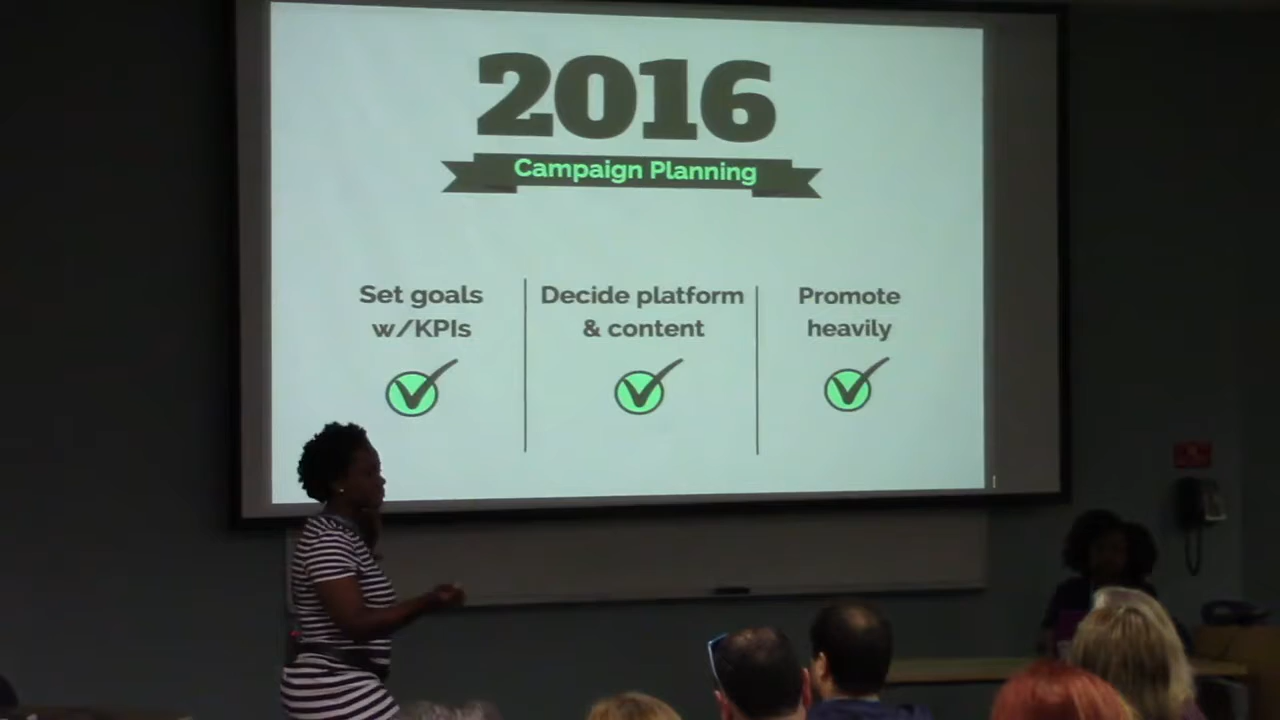 2016
Campaign Planning
Set goals
w/KPIs
Decide platform
& content
Promote
heavily